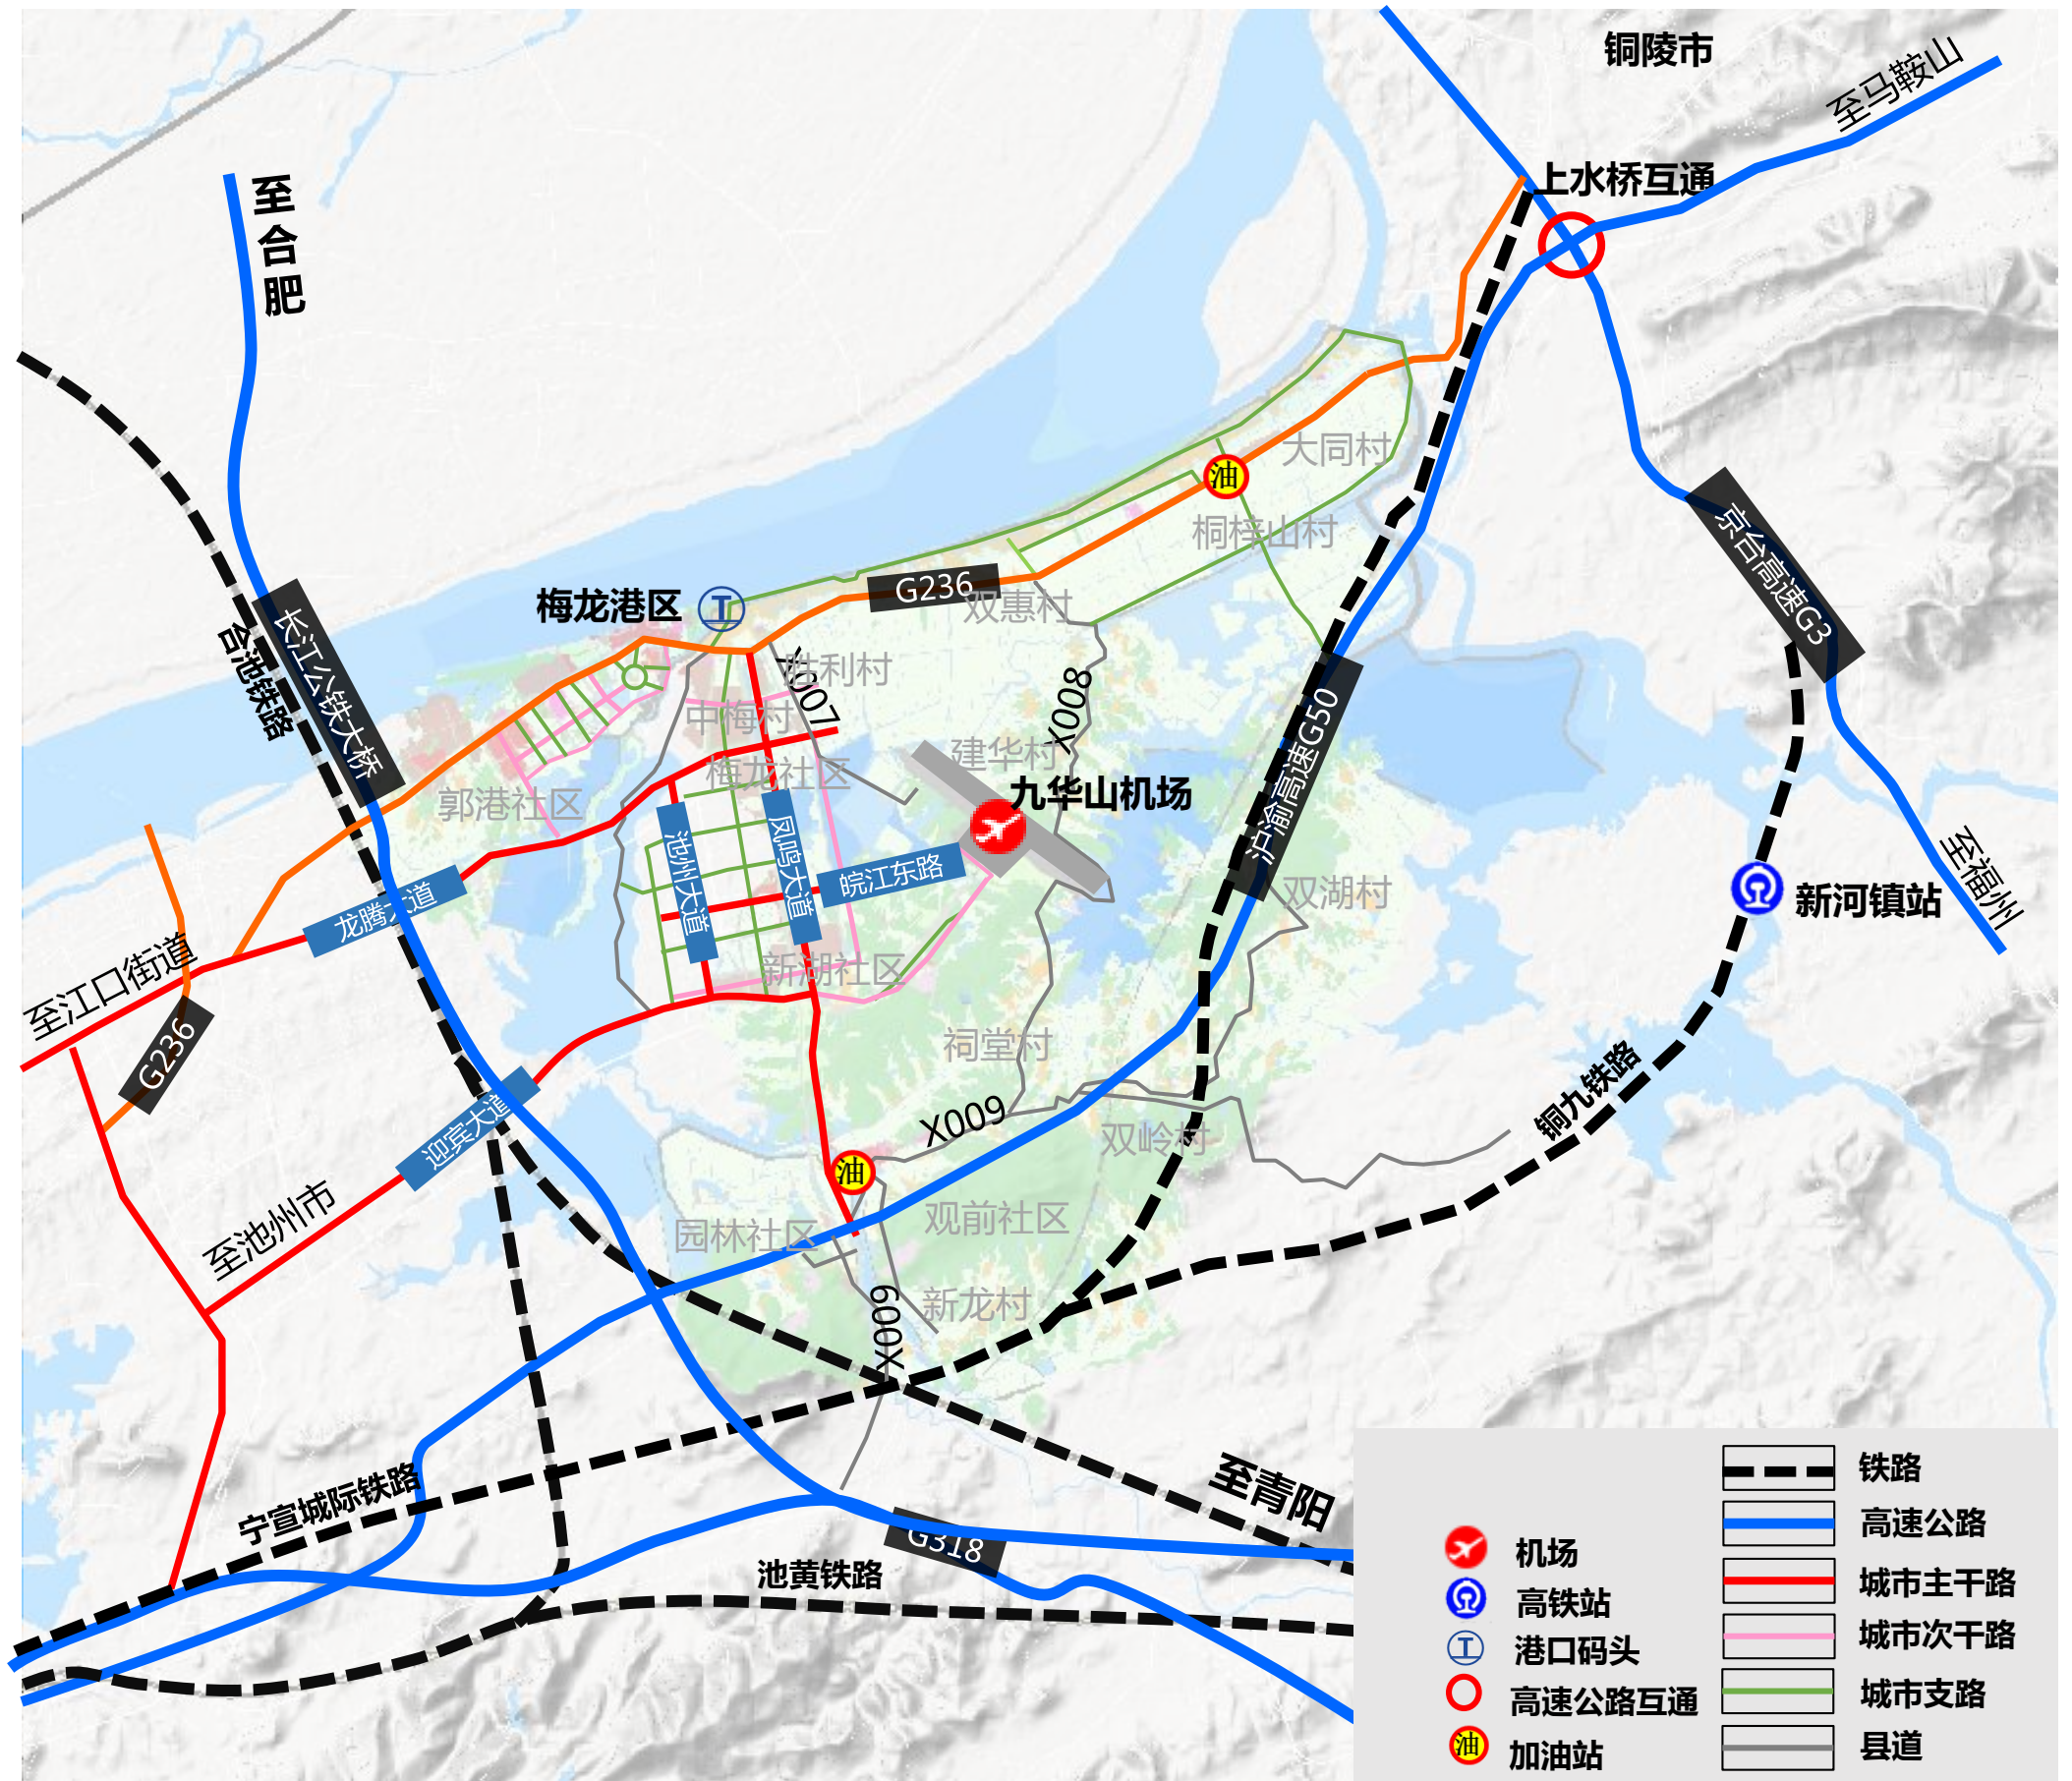 铜陵市
至马鞍山
上水桥互通
至合肥
大同村
油
桐梓山村
京台高速G3
G236
双惠村
梅龙港区
长江公铁大桥
合池铁路
胜利村
X007
X008
中梅村
建华村
沪渝高速G50
梅龙社区
九华山机场
郭港社区
池州大道
凤鸣大道
皖江东路
双湖村
新河镇站
至福州
龙腾大道
至江口街道
新湖社区
G236
祠堂村
铜九铁路
迎宾大道
X009
双岭村
油
至池州市
园林社区
观前社区
新龙村
X009
宁宣城际铁路
至青阳
G318
池黄铁路
机场
高铁站
港口码头
高速公路互通
油
加油站
铁路
高速公路
城市主干路
城市次干路
城市支路
县道